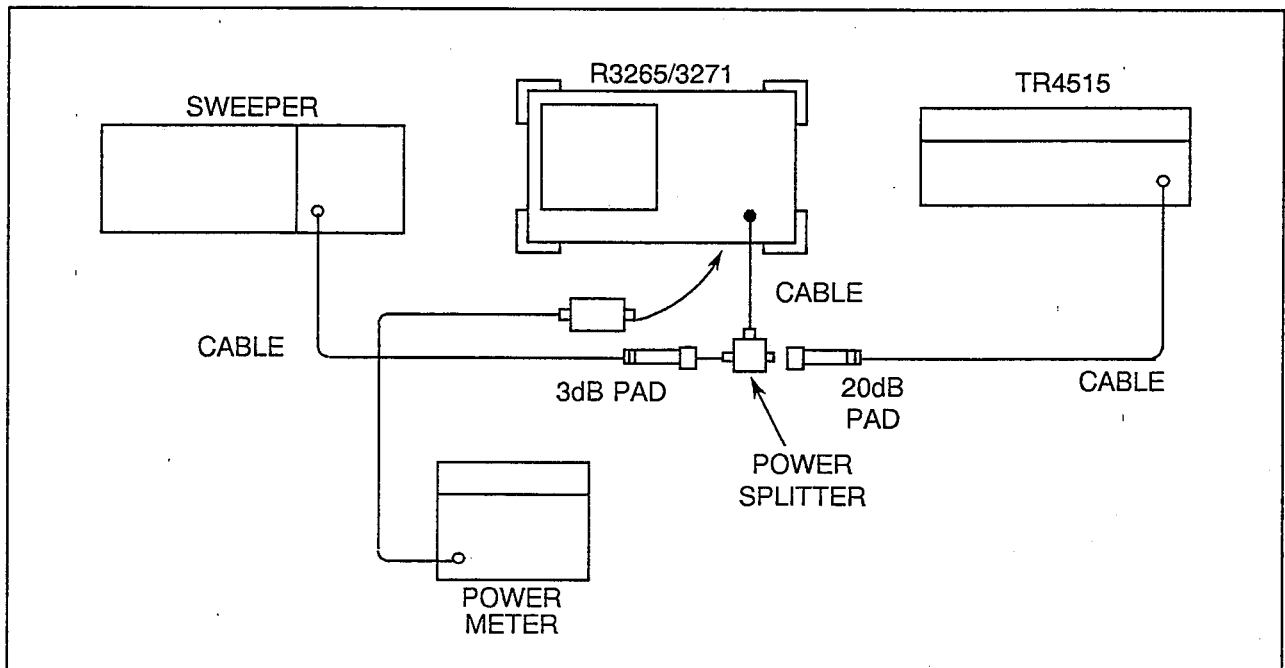 R3265/3271
TR4515
SWEEPER
CABLE
CABLE
3dB PAD
20dB
PAD
CABLE
POWER
SPLITTER
POWER
METER